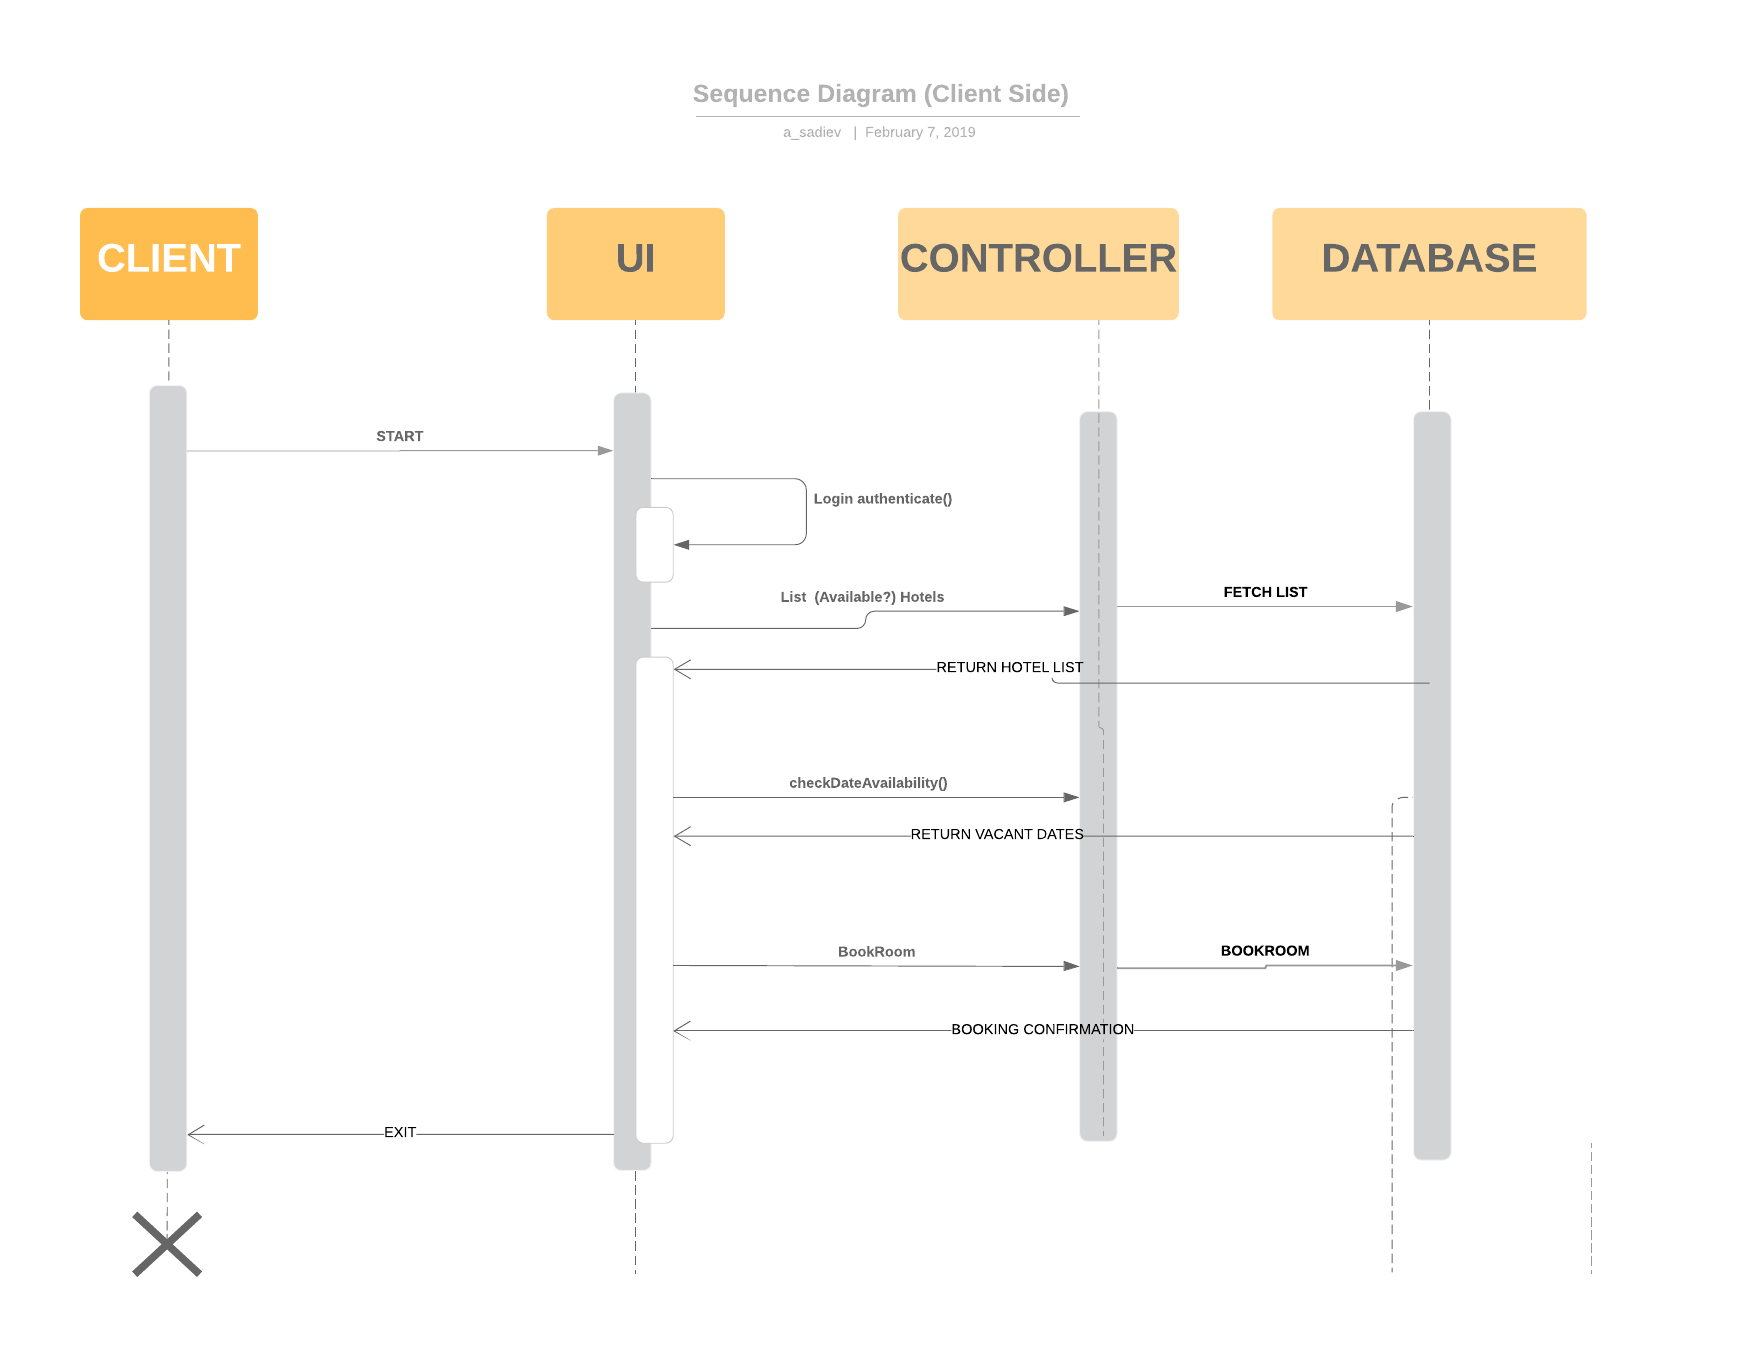 Sequence Diagram (Client Side)
a_sadiev | February 7, 2019
CLIENT
UI
CONTROLLER
DATABASE
START
Login authenticate()
List (Available?) Hotels
FETCH LIST
RETURN HOTEL LIST
checkDateAvailability()
RETURN VACANT DATES
BookRoom
BOOKROOM
BOOKING CONFIRMATION
EXIT